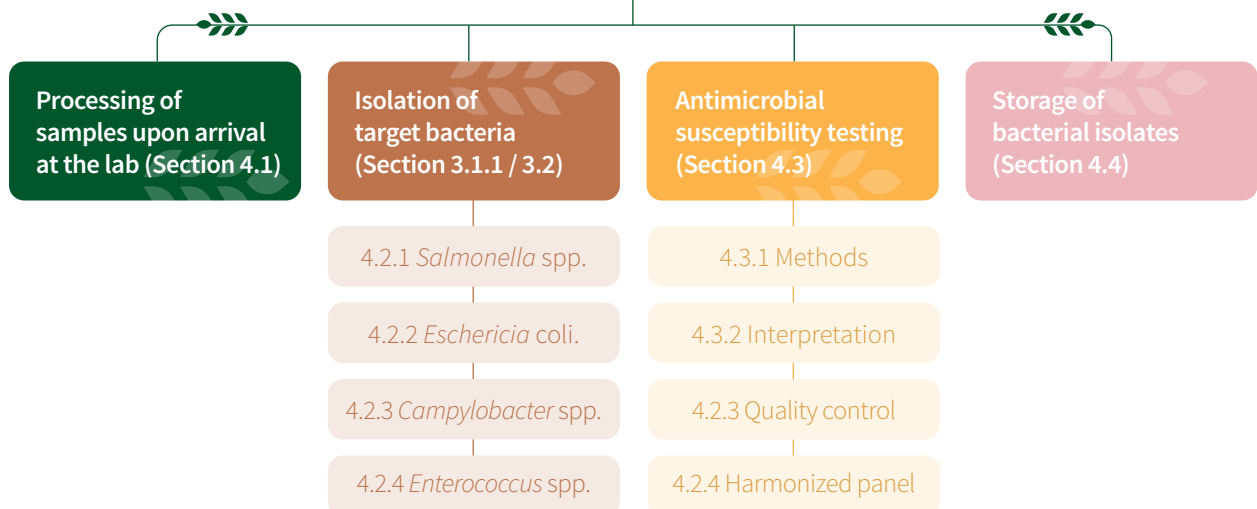 Processing of
samples upon arrival
at the lab (Section 4.1)
Isolation of
target bacteria
(Section 3.1.1 / 3.2)
4.2.1 Salmonella spp.
4.2.2 Eschericia coli.
4.2.3 Campylobacter spp.
4.2.4 Enterococcus spp.
Antimicrobial
susceptibility testing
(Section 4.3)
4.3.1 Methods
4.3.2 Interpretation
4.2.3 Quality control
4.2.4 Harmonized panel
Storage of
bacterial isolates
(Section 4.4)